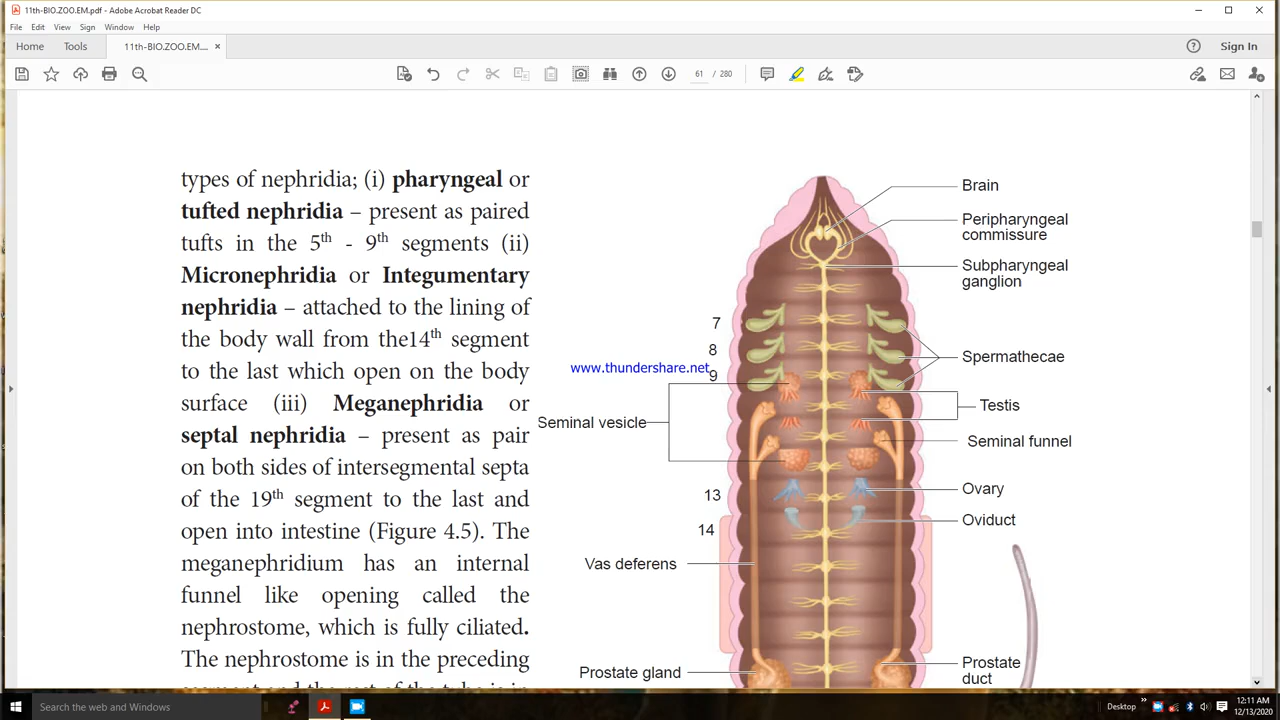 11th-BIO.ZOO.EM.pdf - Adobe Acrobat Reader DC
File Edit View Sign Window Help
Home Tools 11th-BIO.ZOO.EM.... × Sign In
61 / 280
types of nephridia; (i) pharyngeal or
tufted nephridia – present as paired
tufts in the 5th - 9th segments (ii)
Micronephridia or Integumentary
nephridia – attached to the lining of
the body wall from the14th segment
to the last which open on the body
surface (iii) Meganephridia or
septal nephridia – present as pair
on both sides of intersegmental septa
of the 19th segment to the last and
open into intestine (Figure 4.5). The
meganephridium has an internal
funnel like opening called the
nephrostome, which is fully ciliated.
The nephrostome is in the preceding
Brain
Peripharyngeal
commissure
Subpharyngeal
ganglion
7
8
www.thundershare.net
9
Spermathecae
Testis
Seminal vesicle
Seminal funnel
13
Ovary
Oviduct
14
Vas deferens
Prostate gland
Prostate
duct
Search the web and Windows
Desktop
12:11 AM
12/13/2020